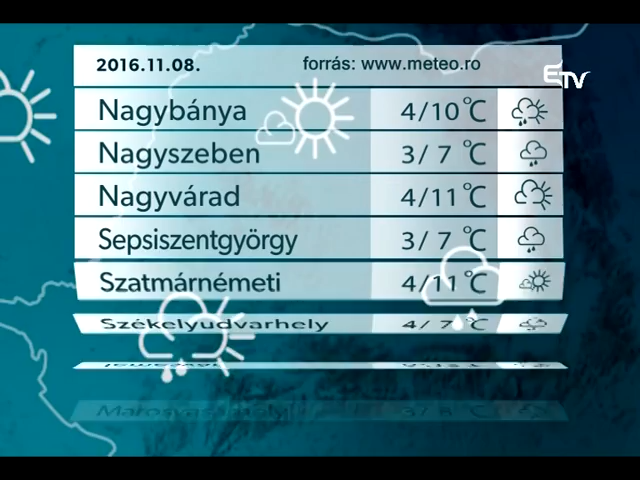 2016.11.08. forrás: www.meteo.ro
ETV
Nagybánya 4/10 °C
Nagyszeben 3/ 7 °C
Nagyvárad 4/11 °C
Sepsiszentgyörgy 3/ 7 °C
Szatmárnémeti 4/11 °C
Székelyudvarhely 4/ 7 °C